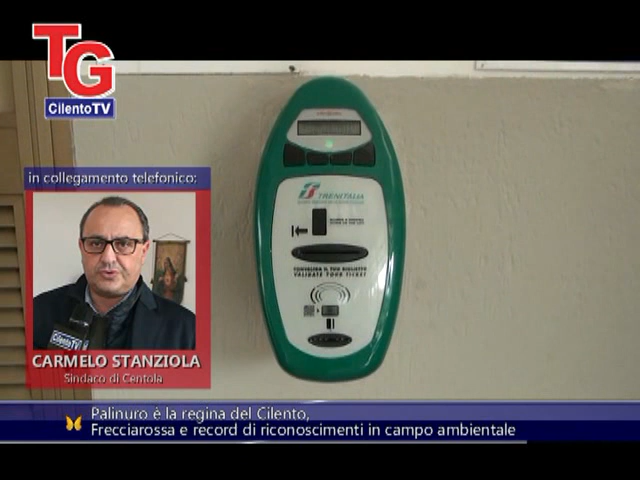 TG
CilentoTV
in collegamento telefonico:
CilentoTV
CARMELO STANZIOLA
Sindaco di Centola
TRENITALIA
CONVALIDA IL TUO BIGLIETTO
VALIDATE YOUR TICKET
Palinuro è la regina del Cilento,
Frecciarossa e record di riconoscimenti in campo ambientale